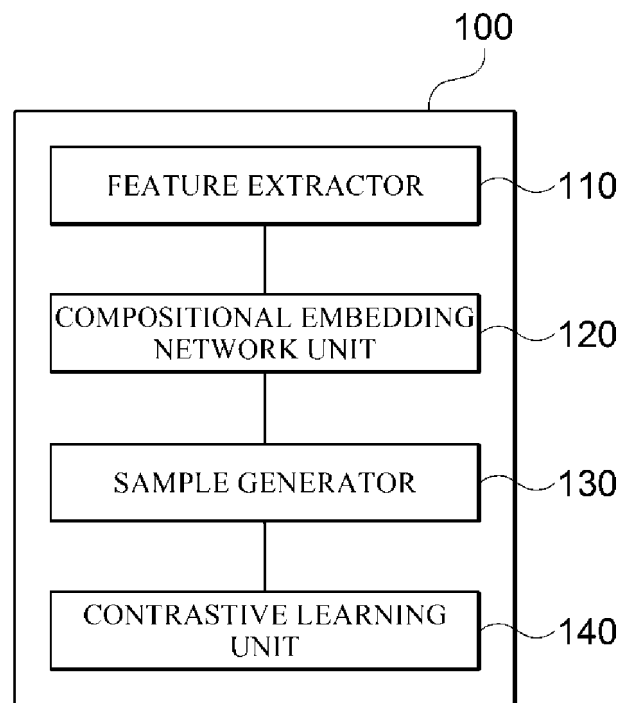 100
FEATURE EXTRACTOR
110
COMPOSITIONAL EMBEDDING
NETWORK UNIT
120
SAMPLE GENERATOR
130
CONTRASTIVE LEARNING
UNIT
140